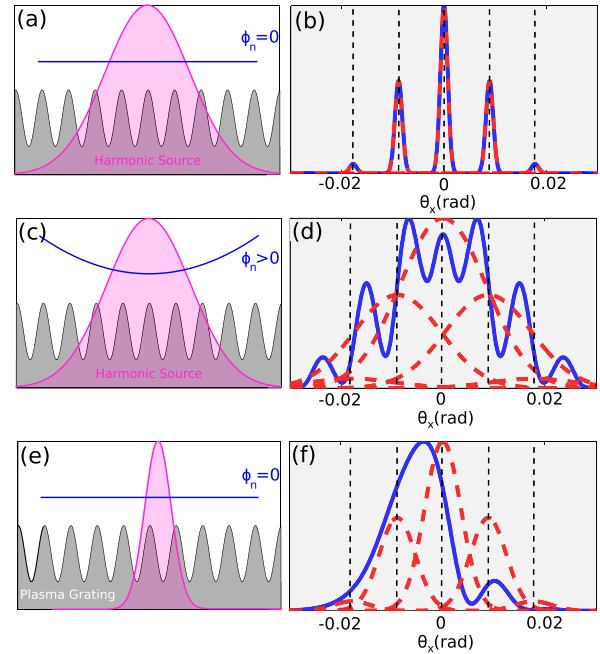 (a)
ϕn=0
Harmonic Source
(b)
-0.02
0
0.02
θx(rad)
(c)
ϕn>0
Harmonic Source
(d)
-0.02
0
0.02
θx(rad)
(e)
ϕn=0
Plasma Grating
(f)
-0.02
0
0.02
θx(rad)